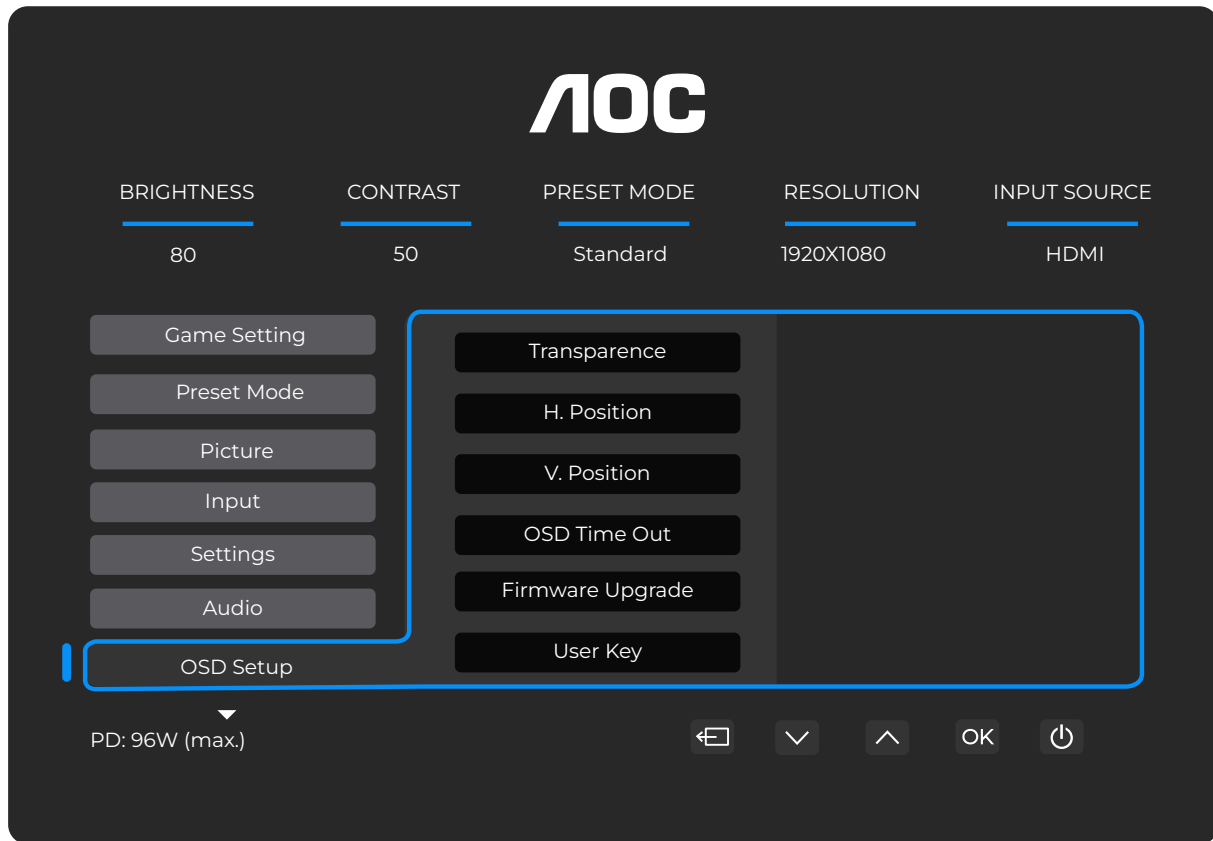 AOC
BRIGHTNESS CONTRAST PRESET MODE RESOLUTION INPUT SOURCE
80 50 Standard 1920X1080 HDMI
Game Setting
Preset Mode
Picture
Input
Settings
Audio
OSD Setup
Transparence
H. Position
V. Position
OSD Time Out
Firmware Upgrade
User Key
PD: 96W (max.)
OK